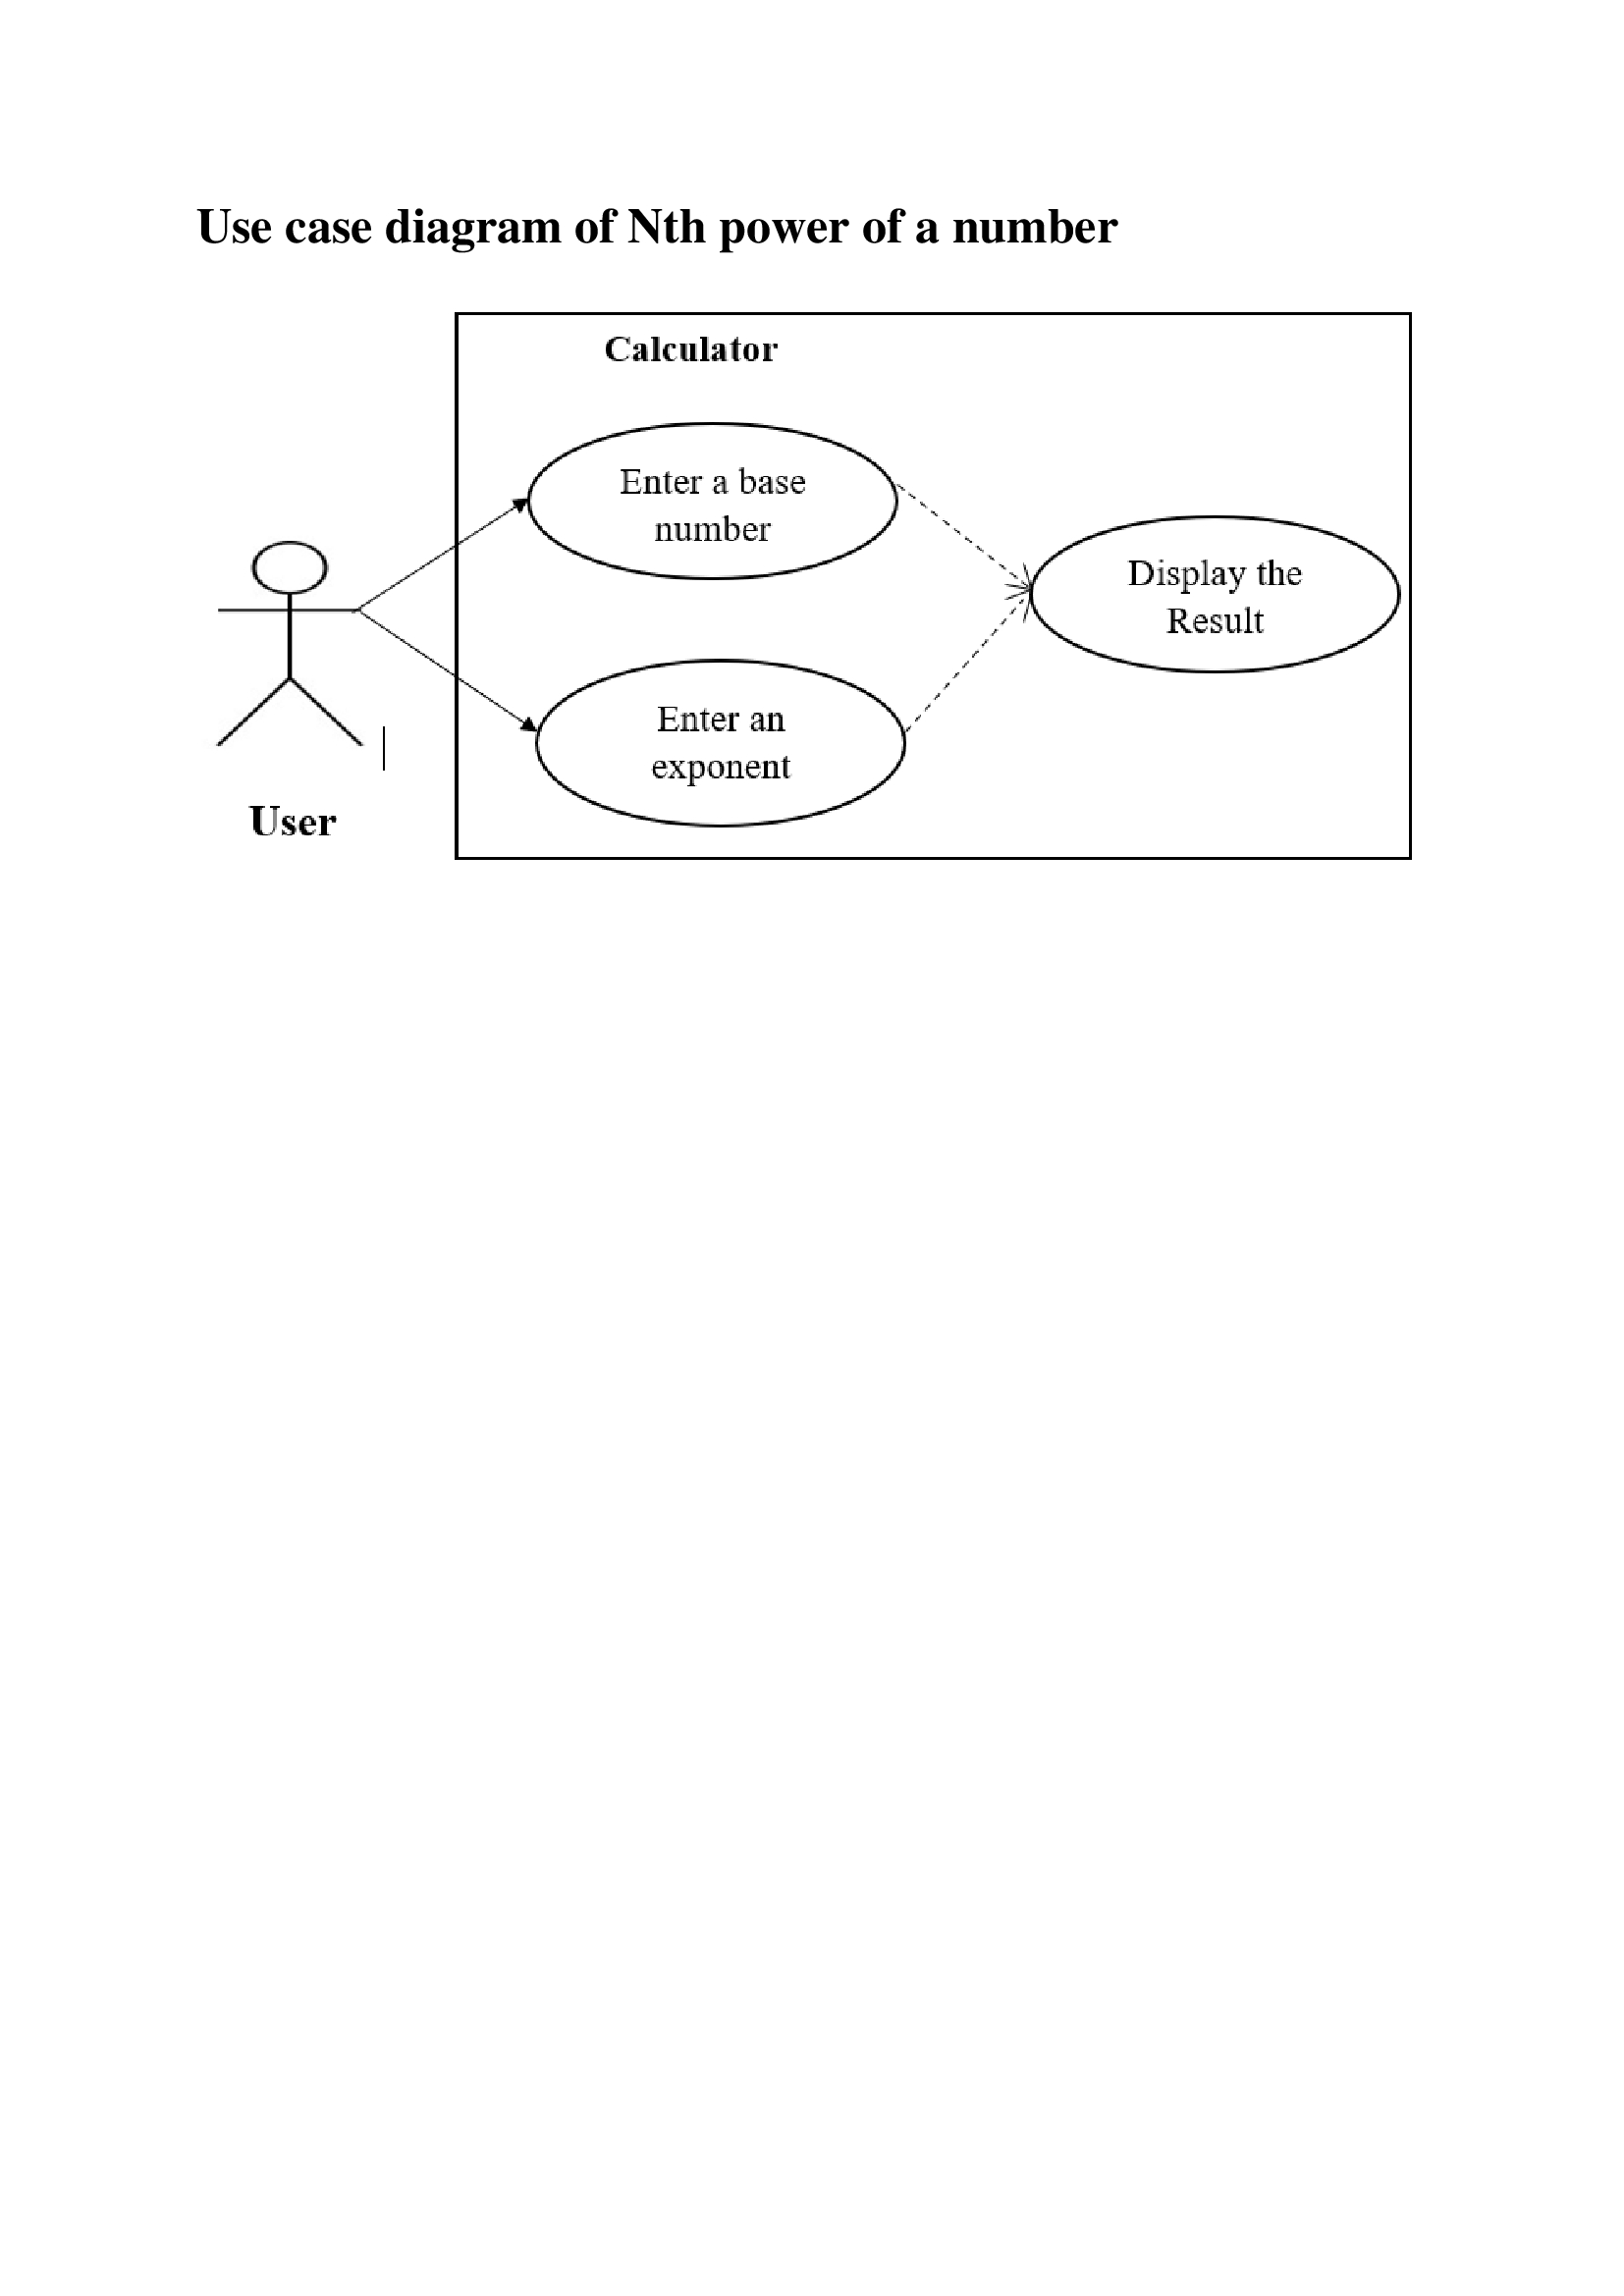 Use case diagram of Nth power of a number
Calculator
Enter a base
number
Display the
Result
Enter an
exponent
User